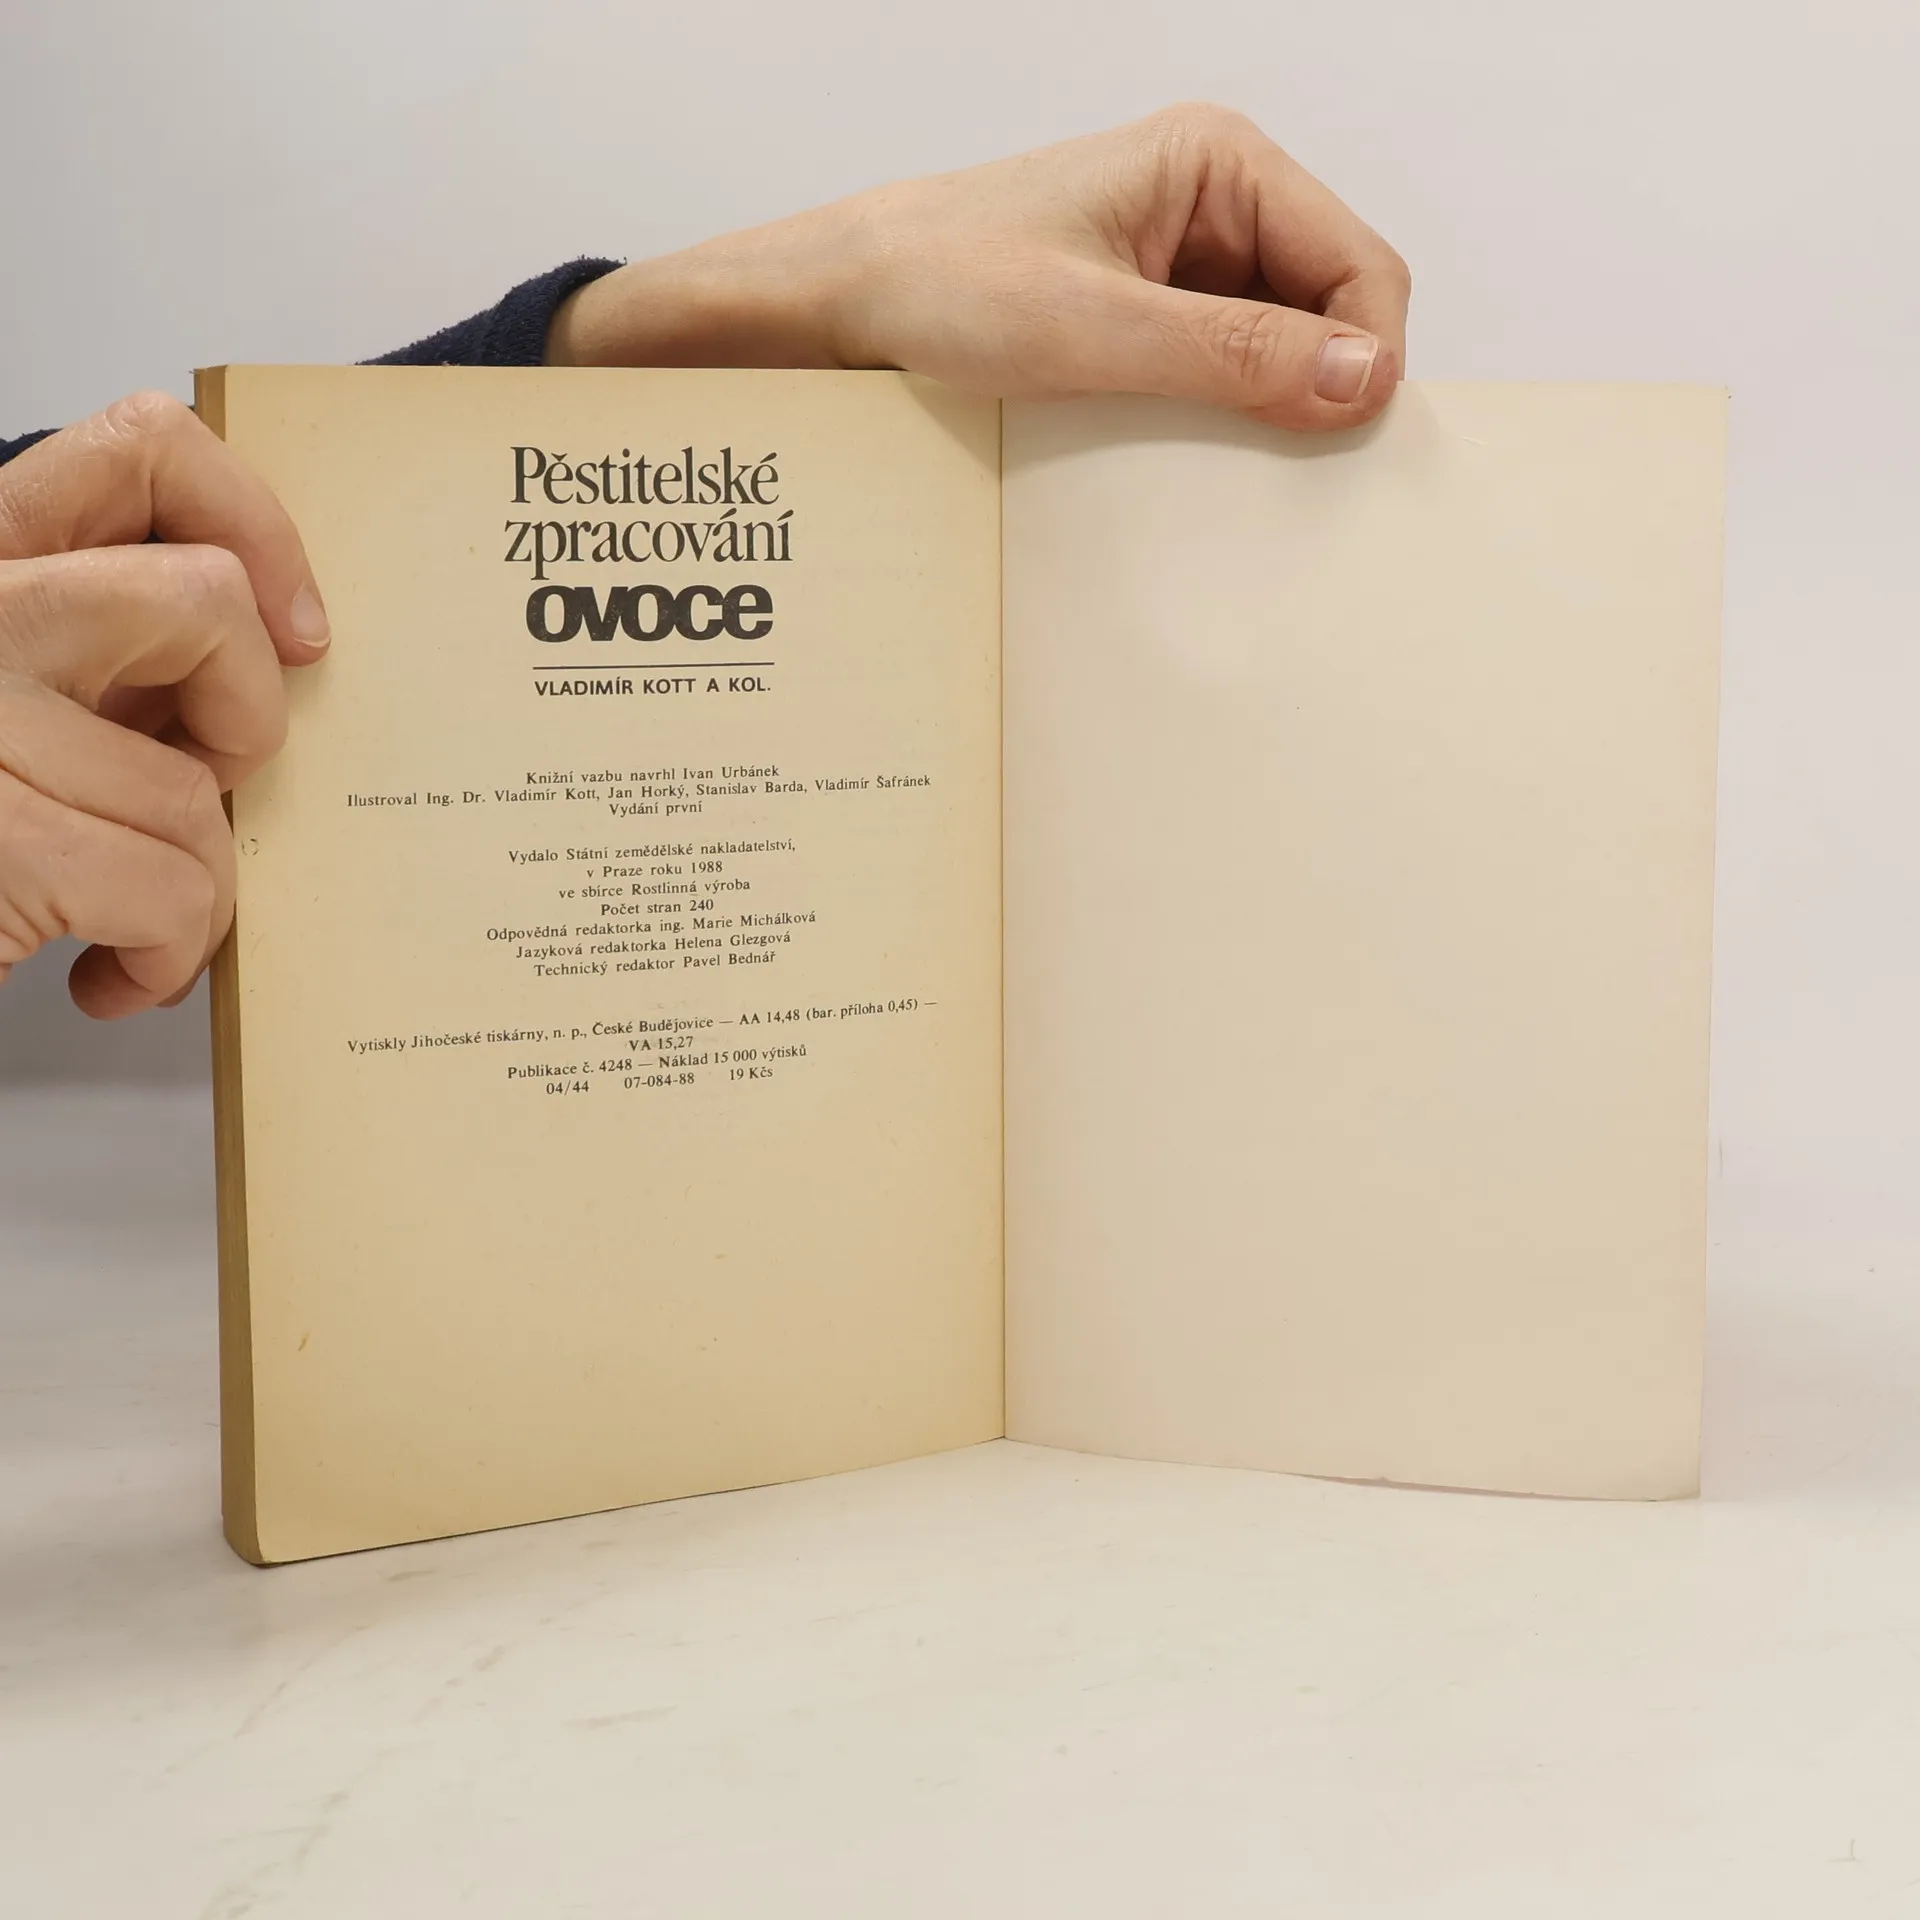 Pěstitelské
zpracování
ovoce
VLADIMÍR KOTT A KOL.
Knižní vazbu navrhl Ivan Urbánek
Ilustroval Ing. Dr. Vladimír Kott, Jan Horký, Stanislav Barda, Vladimír Šafránek
Vydání první
Vydalo Státní zemědělské nakladatelství,
v Praze roku 1988
ve sbírce Rostlinná výroba
Počet stran 240
Odpovědná redaktorka ing. Marie Michálková
Jazyková redaktorka Helena Glezgová
Technický redaktor Pavel Bednář
Vytiskly Jihočeské tiskárny, n. p., České Budějovice — AA 14,48 (bar. příloha 0,45) —
VA 15,27
Publikace č. 4248 — Náklad 15 000 výtisků
04/44 07-084-88 19 Kčs